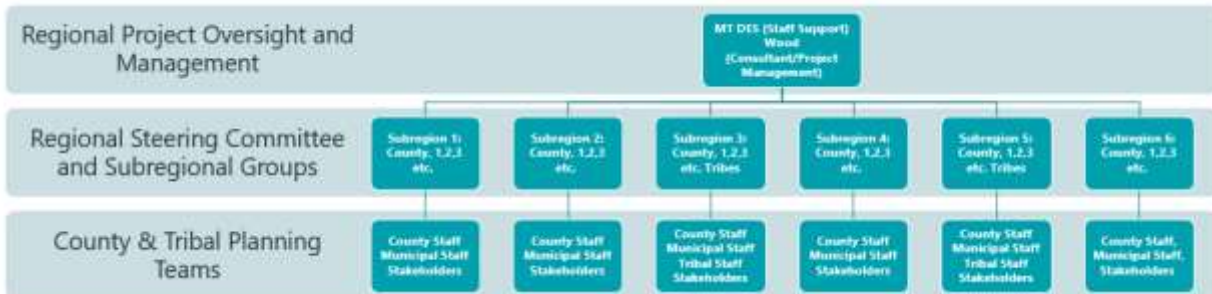 Regional Project Oversight and
Management
MT DES (Staff Support)
Wood
(Consultant/Project
Management)
Regional Steering Committee
and Subregional Groups
Subregion 1:
County, 1,2,3
etc.
Subregion 2:
County, 1,2,3
etc.
Subregion 3:
County, 1,2,3
etc. Tribes
Subregion 4:
County, 1,2,3
etc.
Subregion 5:
County, 1,2,3
etc. Tribes
Subregion 6:
County, 1,2,3
etc.
County & Tribal Planning
Teams
County Staff
Municipal Staff
Stakeholders
County Staff
Municipal Staff
Stakeholders
County Staff
Municipal Staff
Tribal Staff
Stakeholders
County Staff
Municipal Staff
Stakeholders
County Staff
Municipal Staff
Tribal Staff
Stakeholders
County Staff,
Municipal Staff,
Stakeholders